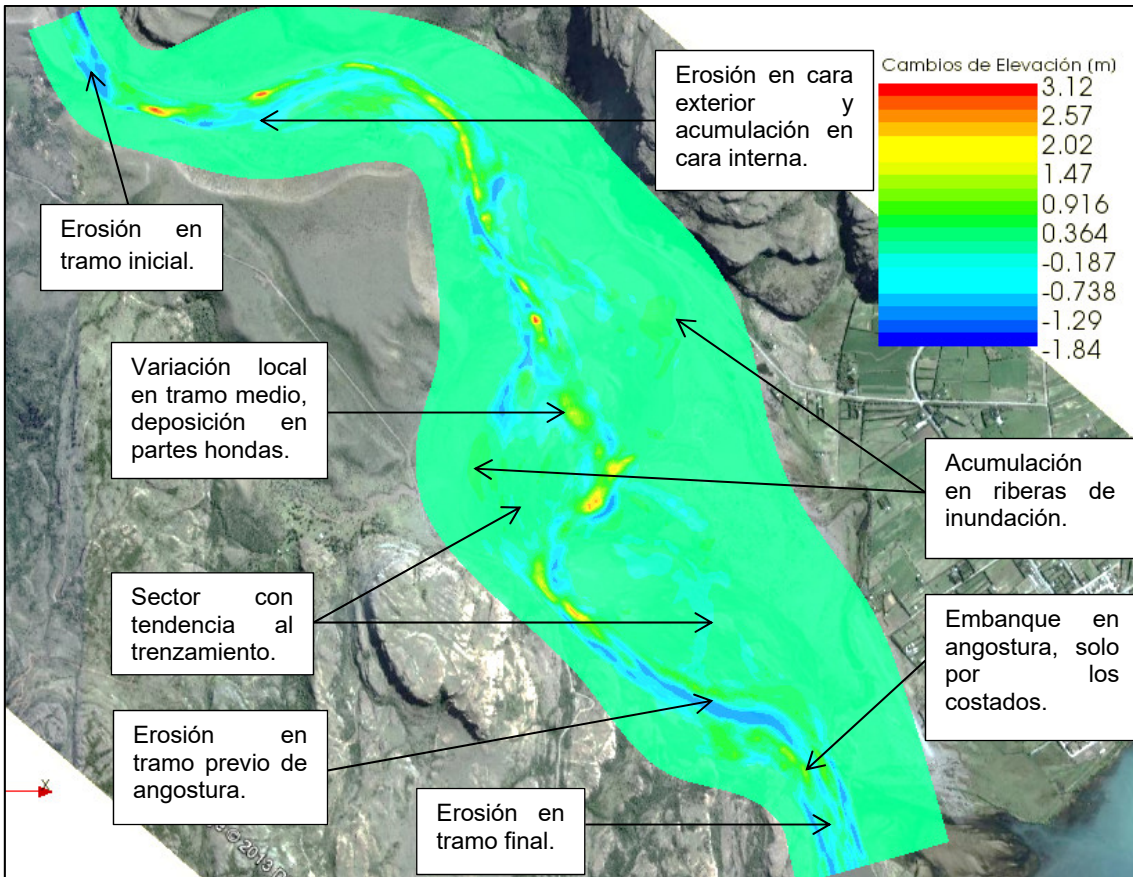 Erosión en cara
exterior y
acumulación en
cara interna.
Cambios de Elevación (m)
3.12
2.57
2.02
1.47
0.916
0.364
-0.187
-0.738
-1.29
-1.84
Erosión en
tramo inicial.
Variación local
en tramo medio,
deposición en
partes hondas.
Acumulación
en riberas de
inundación.
Sector con
tendencia al
trenzamiento.
Embanque en
angostura, solo
por los
costados.
Erosión en
tramo previo de
angostura.
Erosión en
tramo final.
X
© 2013